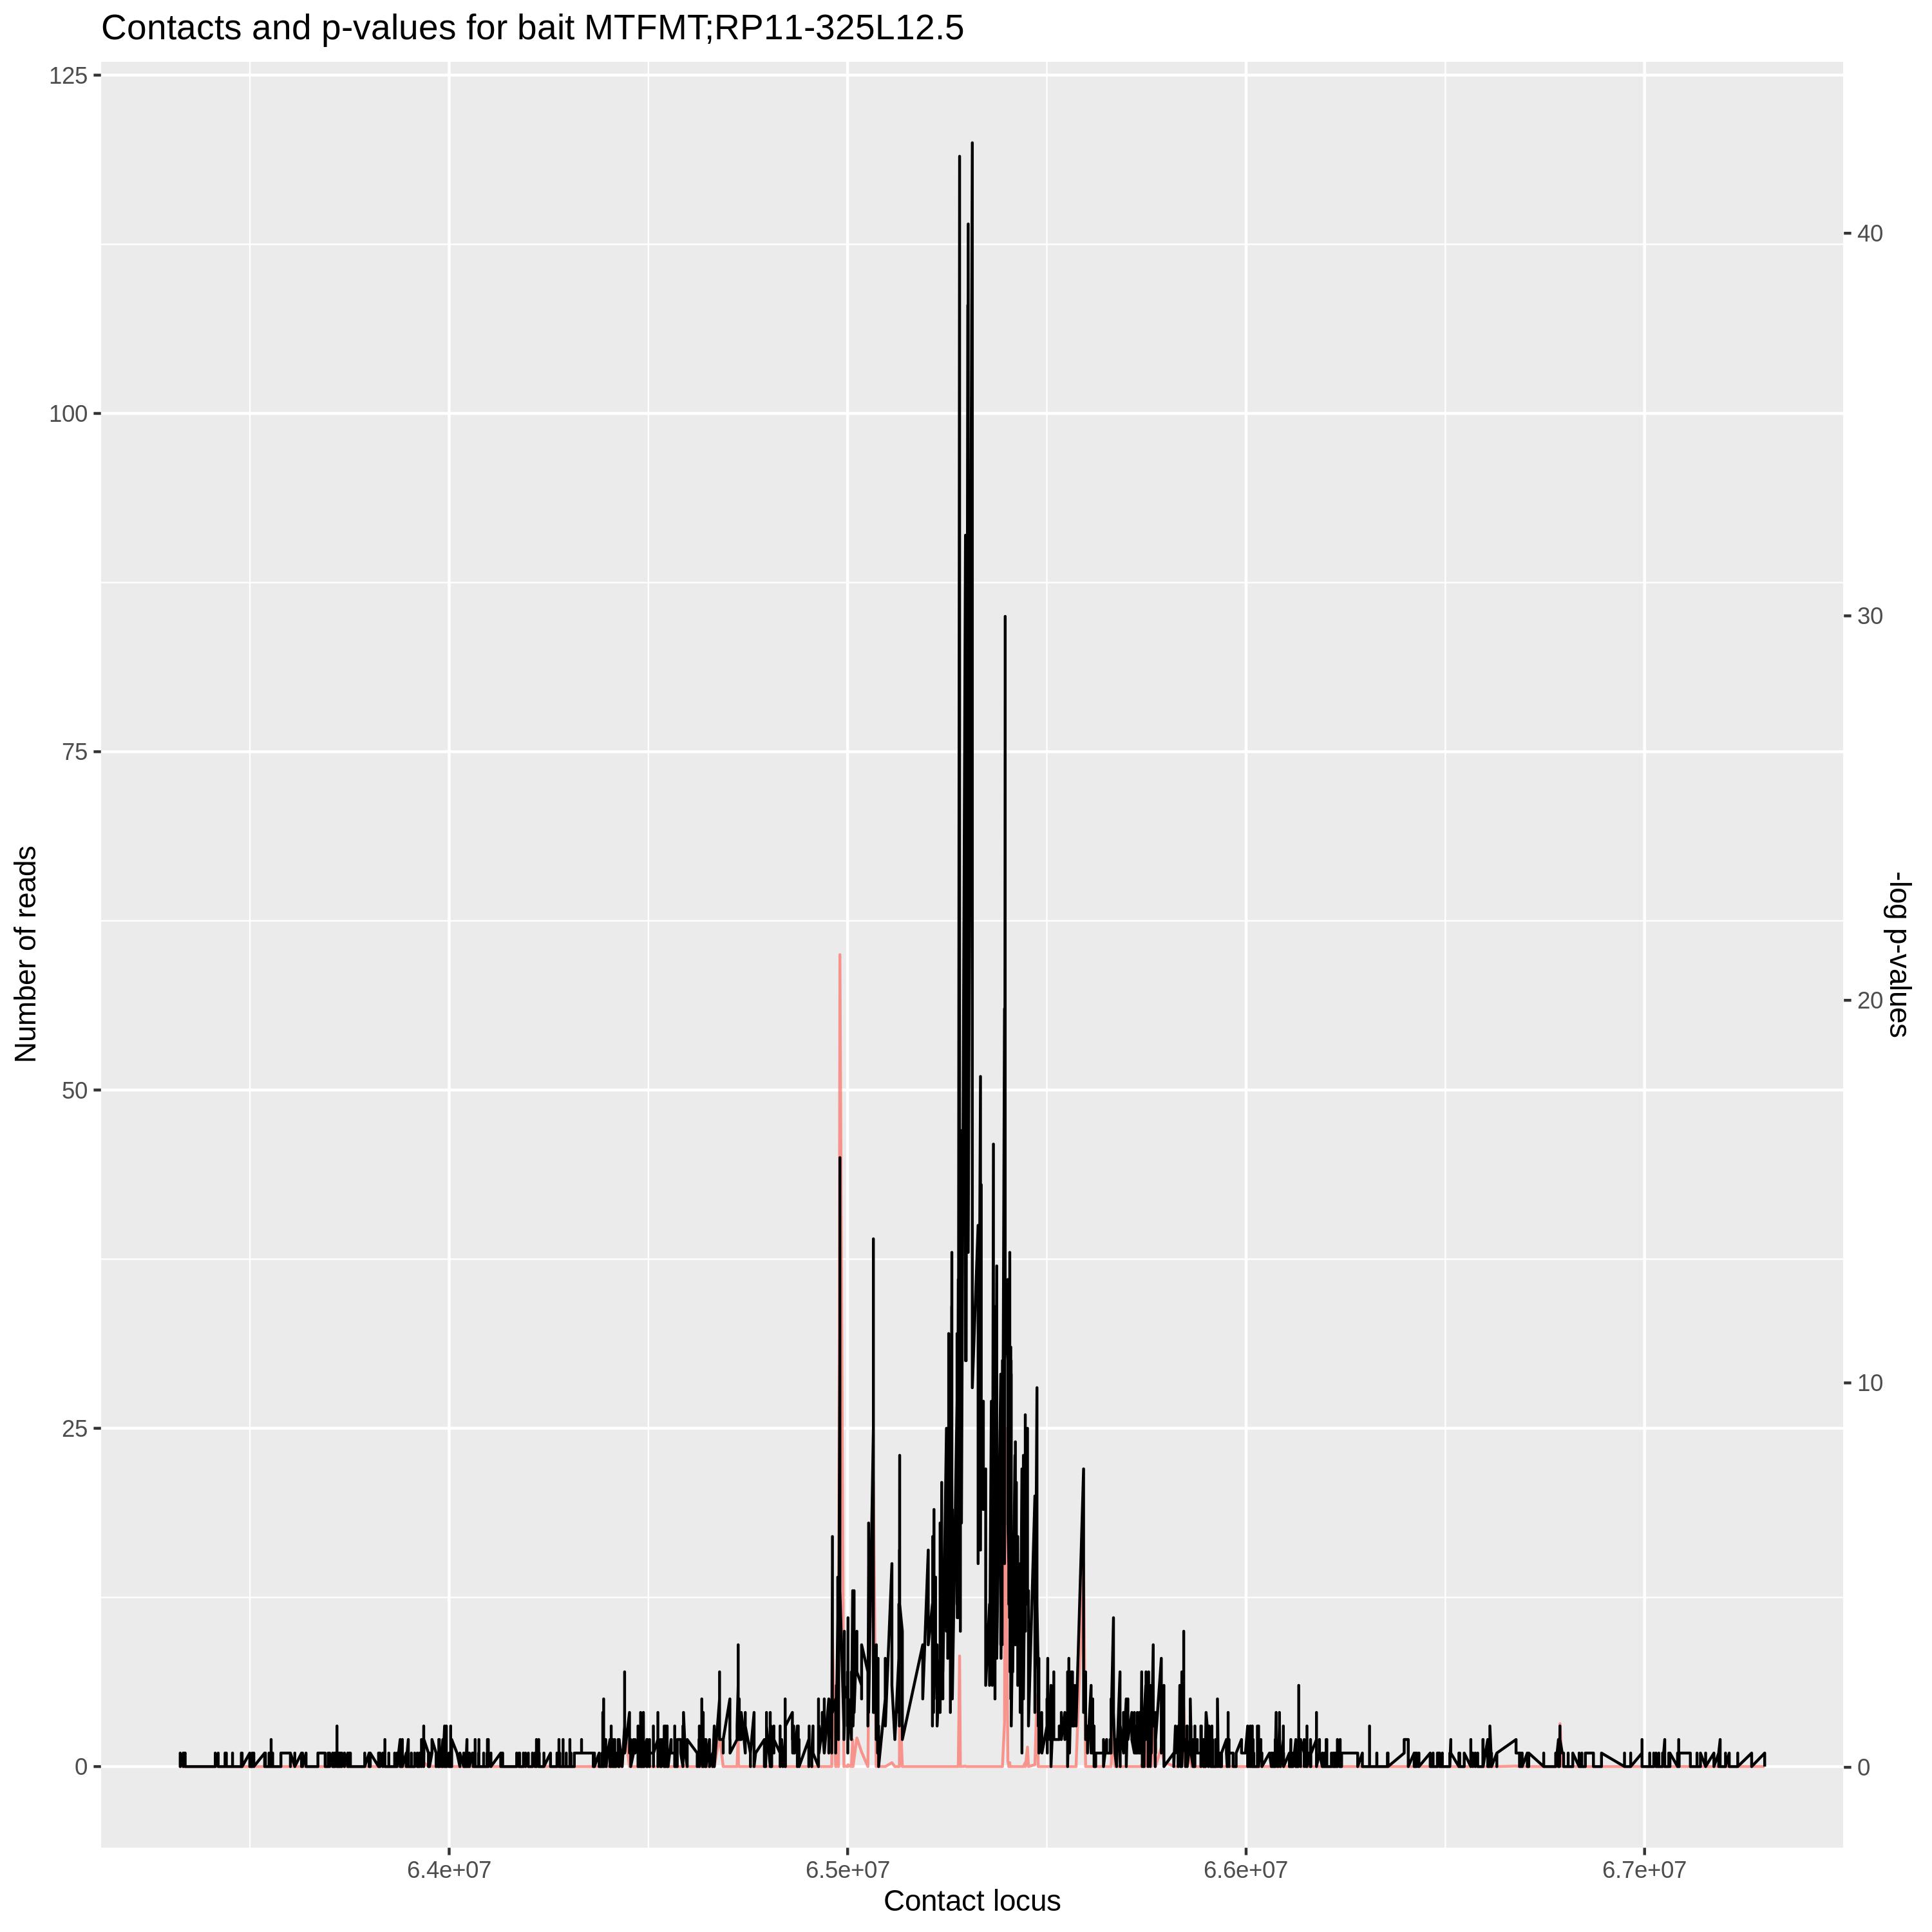 Contacts and p-values for bait MTFMT;RP11-325L12.5
125
100
75
50
25
0
Number of reads
40
30
20
10
0
-log p-values
6.4e+07
6.5e+07
6.6e+07
6.7e+07
Contact locus